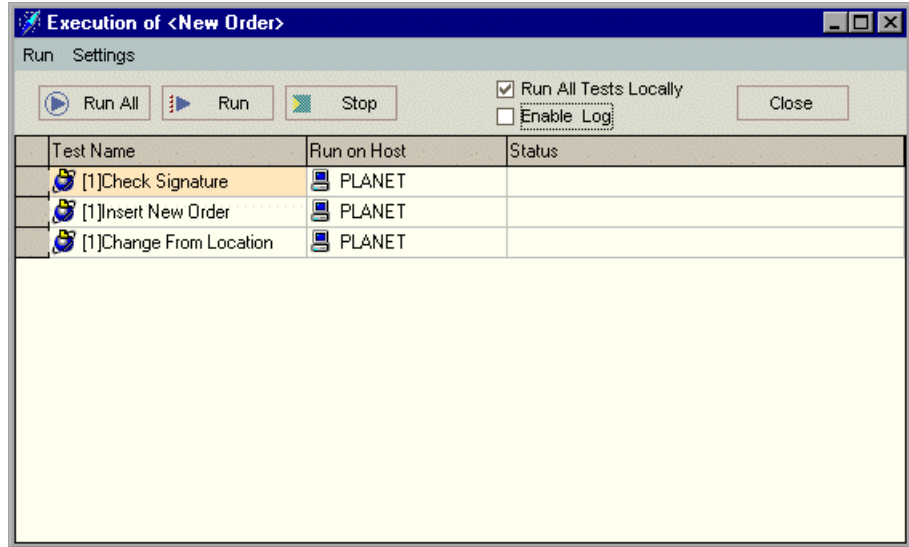 Execution of <New Order>
Run Settings
Run All Run Stop Run All Tests Locally Close
Enable Log
Test Name Run on Host Status
[1]Check Signature PLANET
[1]Insert New Order PLANET
[1]Change From Location PLANET